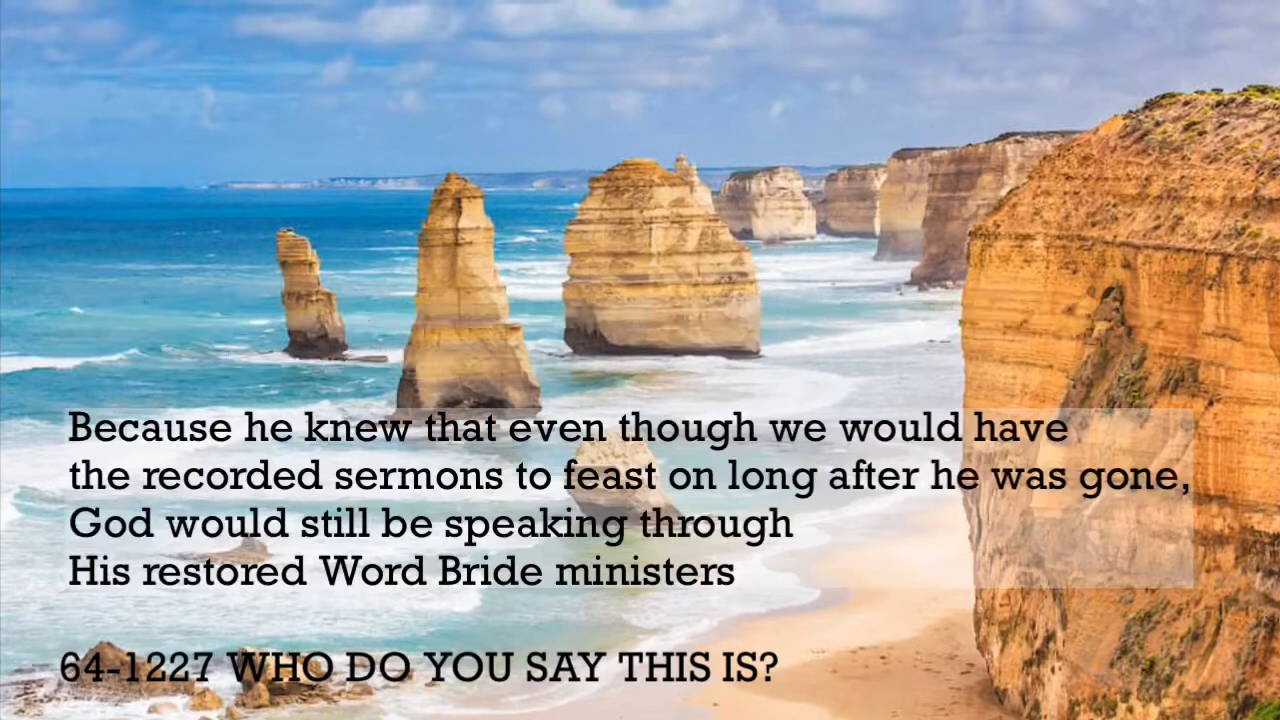 Because he knew that even though we would have
the recorded sermons to feast on long after he was gone,
God would still be speaking through
His restored Word Bride ministers
64-1227 WHO DO YOU SAY THIS IS?